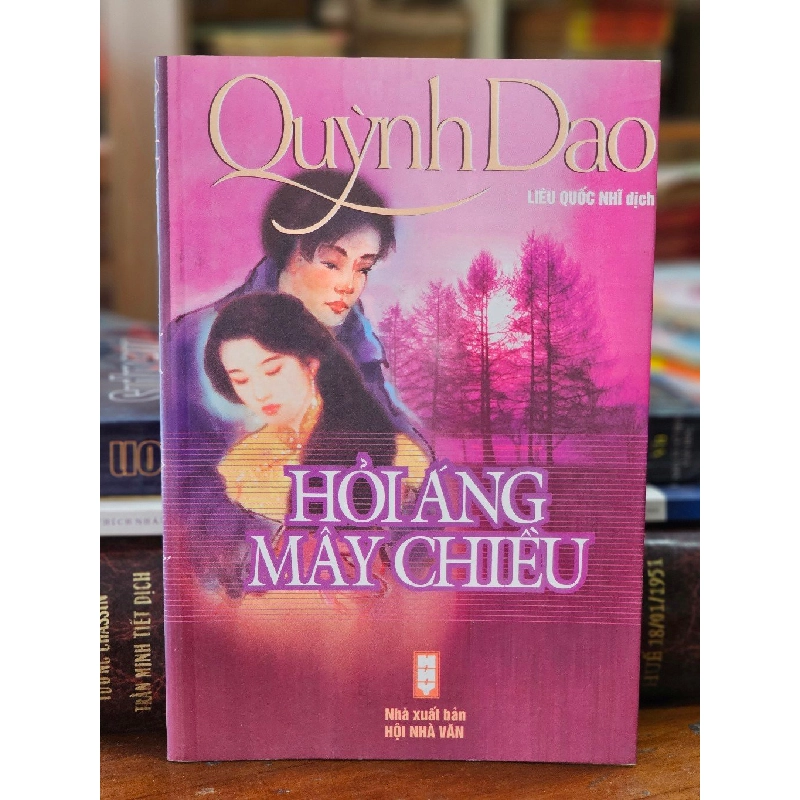 Quỳnh Dao
LIÊU QUỐC NHĨ dịch
HỎI ÁNG
MÂY CHIỀU
Nhà xuất bản
HỘI NHÀ VĂN
TRẦN MINH TIẾT DỊCH
18/01/1951